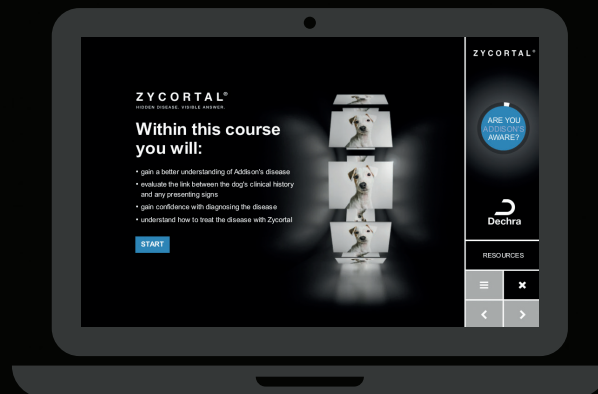 ZYCORTAL®
HIDDEN DISEASE. VISIBLE ANSWER.
Within this course
you will:
• gain a better understanding of Addison's disease
• evaluate the link between the dog's clinical history
and any presenting signs
• gain confidence with diagnosing the disease
• understand how to treat the disease with Zycortal
START
ZYCORTAL®
ARE YOU
ADDISON'S
AWARE?
Dechra
RESOURCES